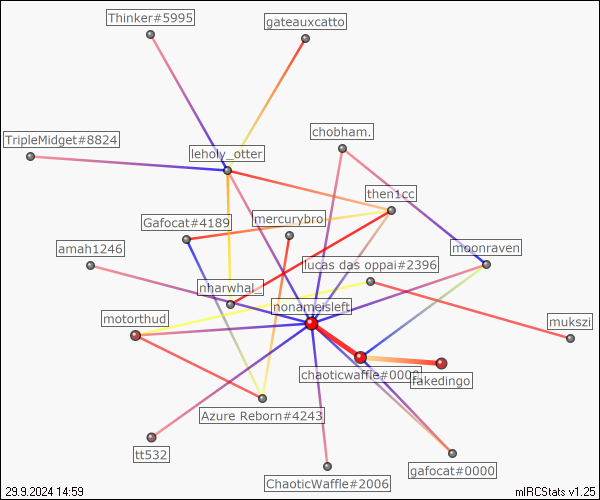 Thinker#5995
gateauxcatto
chobham.
TripleMidget#8824
leholy_otter
then1cc
Gafocat#4189
mercurybro
amah1246
moonraven
lucas das oppai#2396
nharwhal_
nonameisleft
motorthud
mukszi
chaoticwaffle#0000
fakedingo
Azure Reborn#4243
tt532
gafocat#0000
ChaoticWaffle#2006
29.9.2024 14:59
mIRCStats v1.25